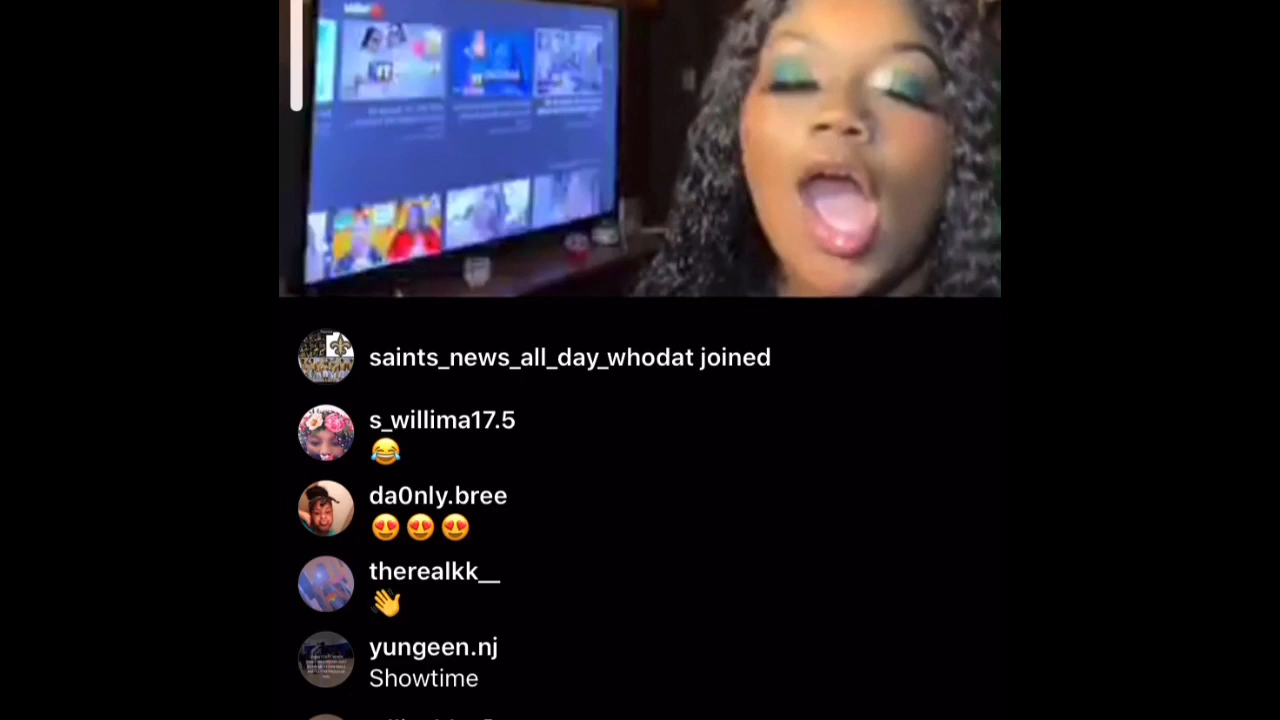 saints_news_all_day_whodat joined
s_willima17.5
😂
da0nly.bree
😍😍😍
therealkk__
👋
yungeen.nj
Showtime